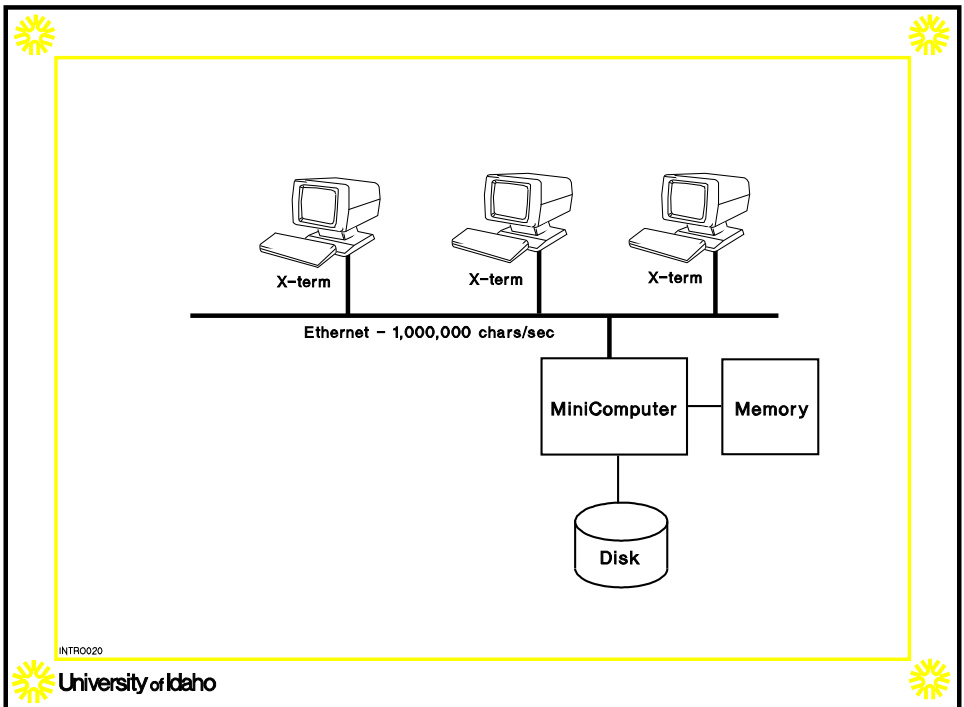 X-term
X-term
X-term
Ethernet - 1,000,000 chars/sec
MiniComputer
Memory
Disk
INTRO020
University of Idaho